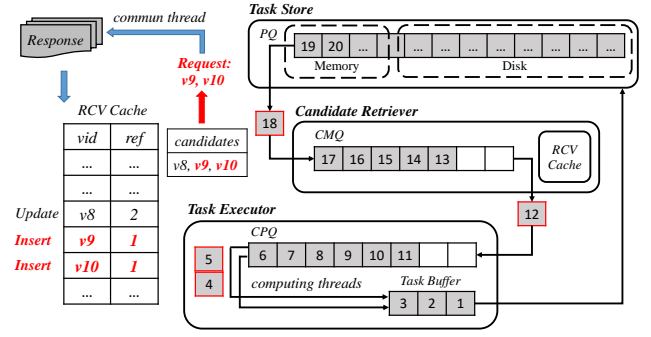 Response
commun thread
Request:
v9, v10
RCV Cache
vid ref
... ...
... ...
Update v8 2
Insert v9 1
Insert v10 1
... ...
candidates
v8, v9, v10
Task Store
PQ
19 20 ... ... ... ... ... ... ... ...
Memory Disk
18
Candidate Retriever
CMQ
17 16 15 14 13
RCV
Cache
12
Task Executor
CPQ
5
4
6 7 8 9 10 11
computing threads
Task Buffer
3 2 1